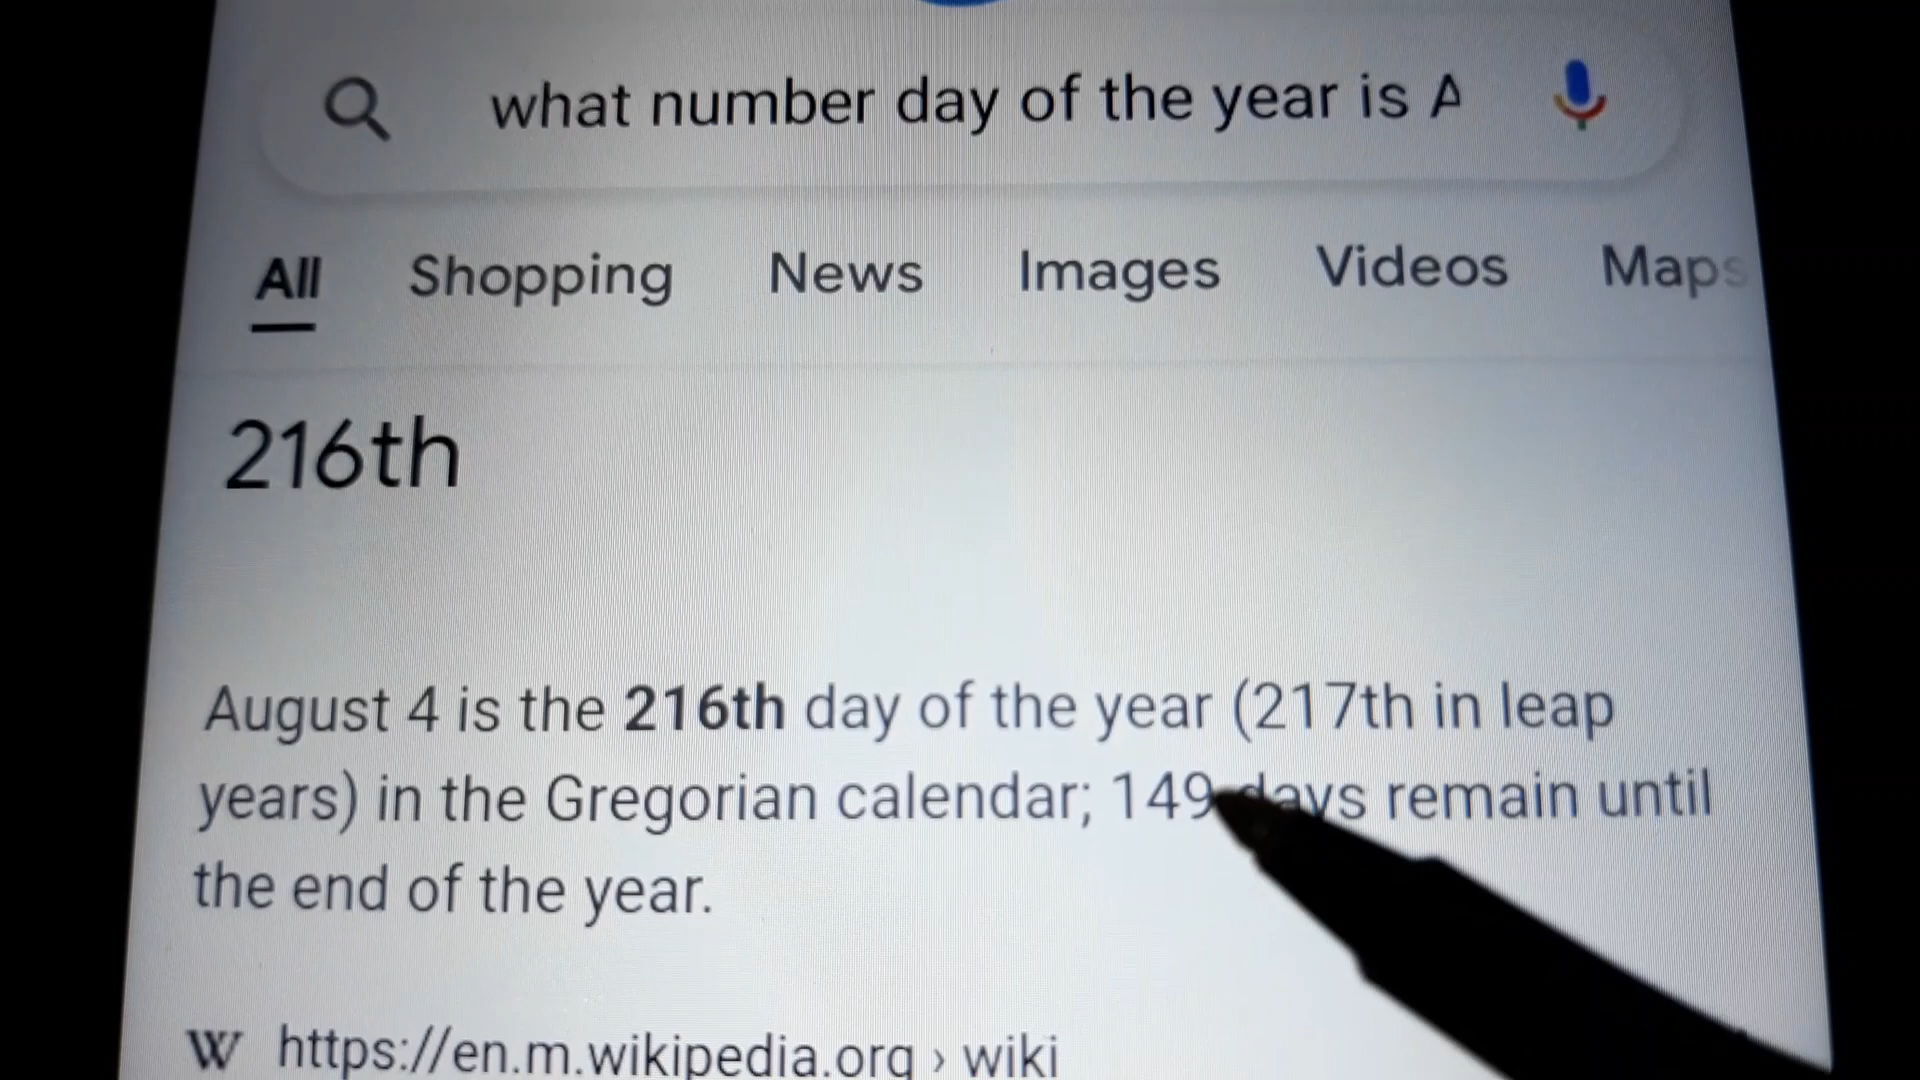 what number day of the year is A
All Shopping News Images Videos Maps
216th
August 4 is the 216th day of the year (217th in leap
years) in the Gregorian calendar; 149 days remain until
the end of the year.
W https://en.m.wikipedia.org › wiki